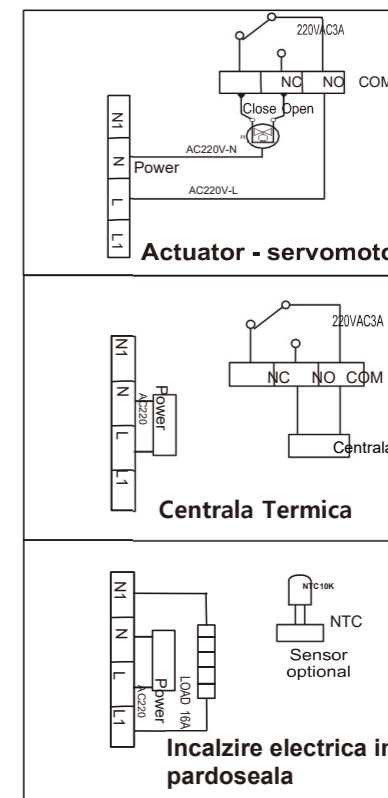 220VAC3A
NC NO COM
Close Open
M
N1
N
L
L1
AC220V-N
Power
AC220V-L
Actuator - servomoto
220VAC3A
N1
N
L
L1
Power
AC220
NC NO COM
Centrala
Centrala Termica
N1
N
L
L1
Power
AC220
LOAD 16A
NTC10K
NTC
Sensor
optional
Incalzire electrica in
pardoseala